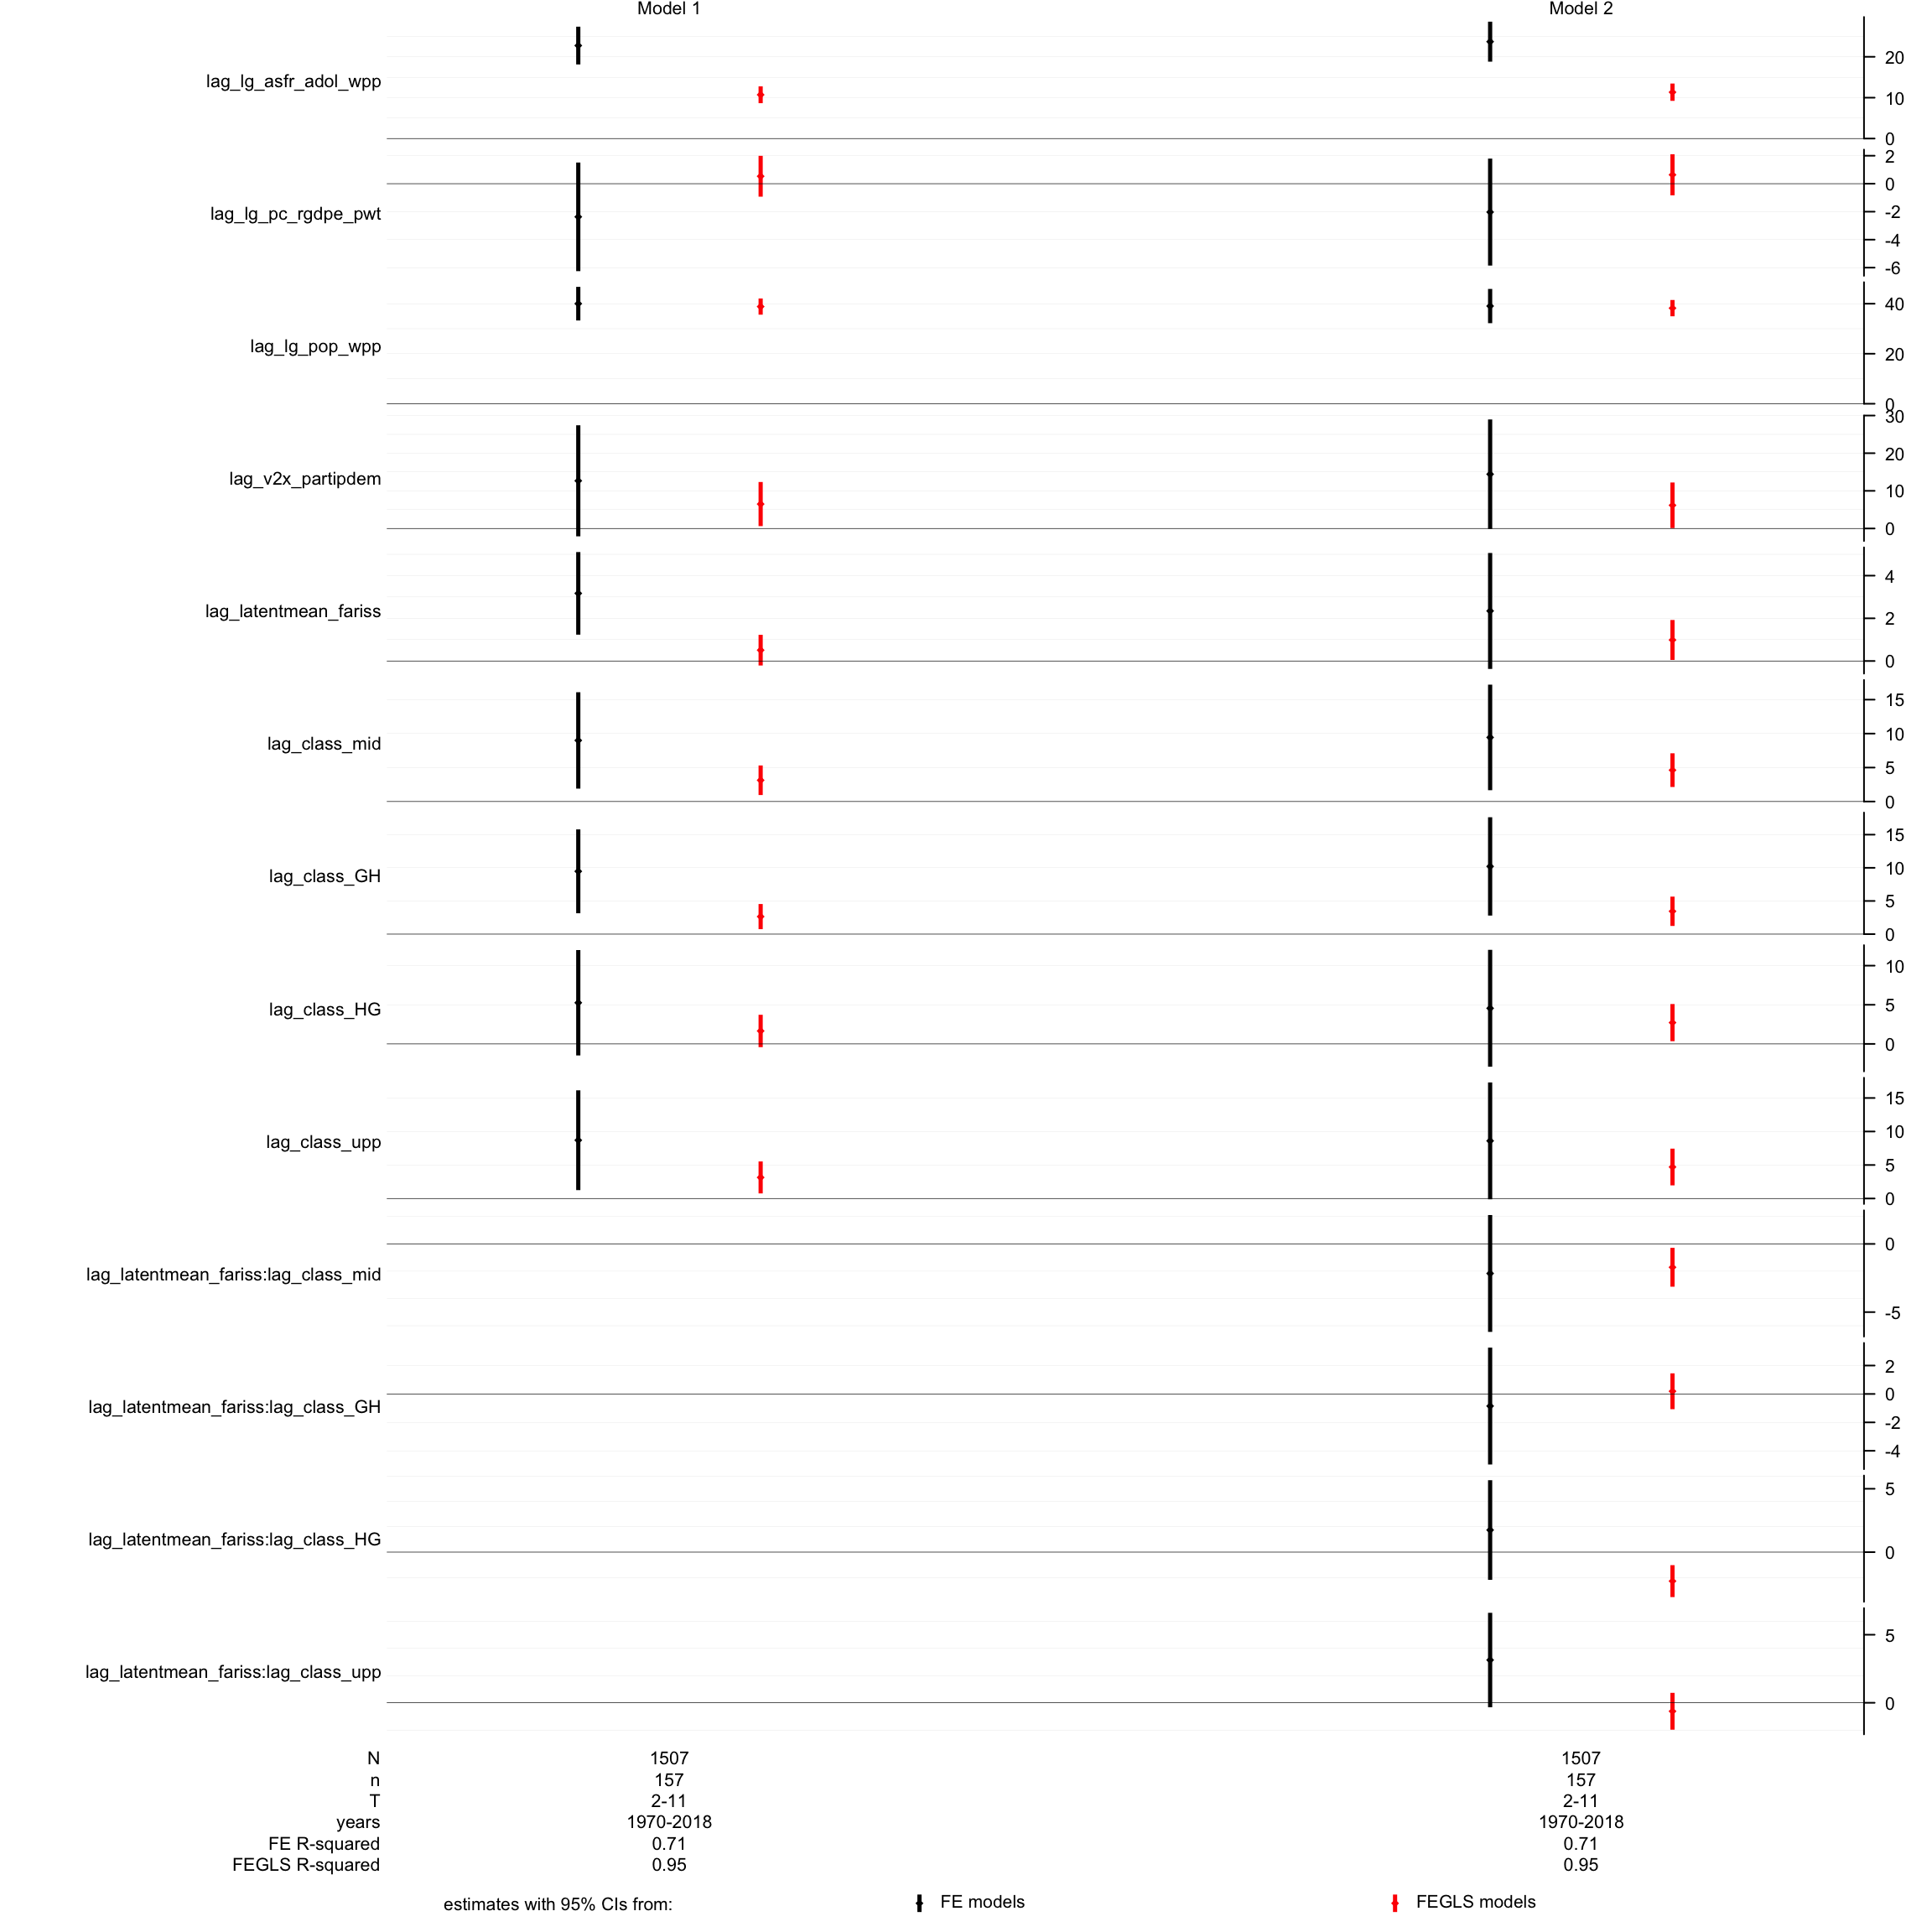 Model 1 Model 2
lag_lg_asfr_adol_wpp
20
10
0
lag_lg_pc_rgdpe_pwt
2
0
-2
-4
-6
lag_lg_pop_wpp
40
20
0
lag_v2x_partipdem
30
20
10
0
lag_latentmean_fariss
4
2
0
lag_class_mid
15
10
5
0
lag_class_GH
15
10
5
0
lag_class_HG
10
5
0
lag_class_upp
15
10
5
0
lag_latentmean_fariss:lag_class_mid
0
-5
lag_latentmean_fariss:lag_class_GH
2
0
-2
-4
lag_latentmean_fariss:lag_class_HG
5
0
lag_latentmean_fariss:lag_class_upp
5
0
N 1507 1507
n 157 157
T 2-11 2-11
years 1970-2018 1970-2018
FE R-squared 0.71 0.71
FEGLS R-squared 0.95 0.95
estimates with 95% CIs from: FE models FEGLS models